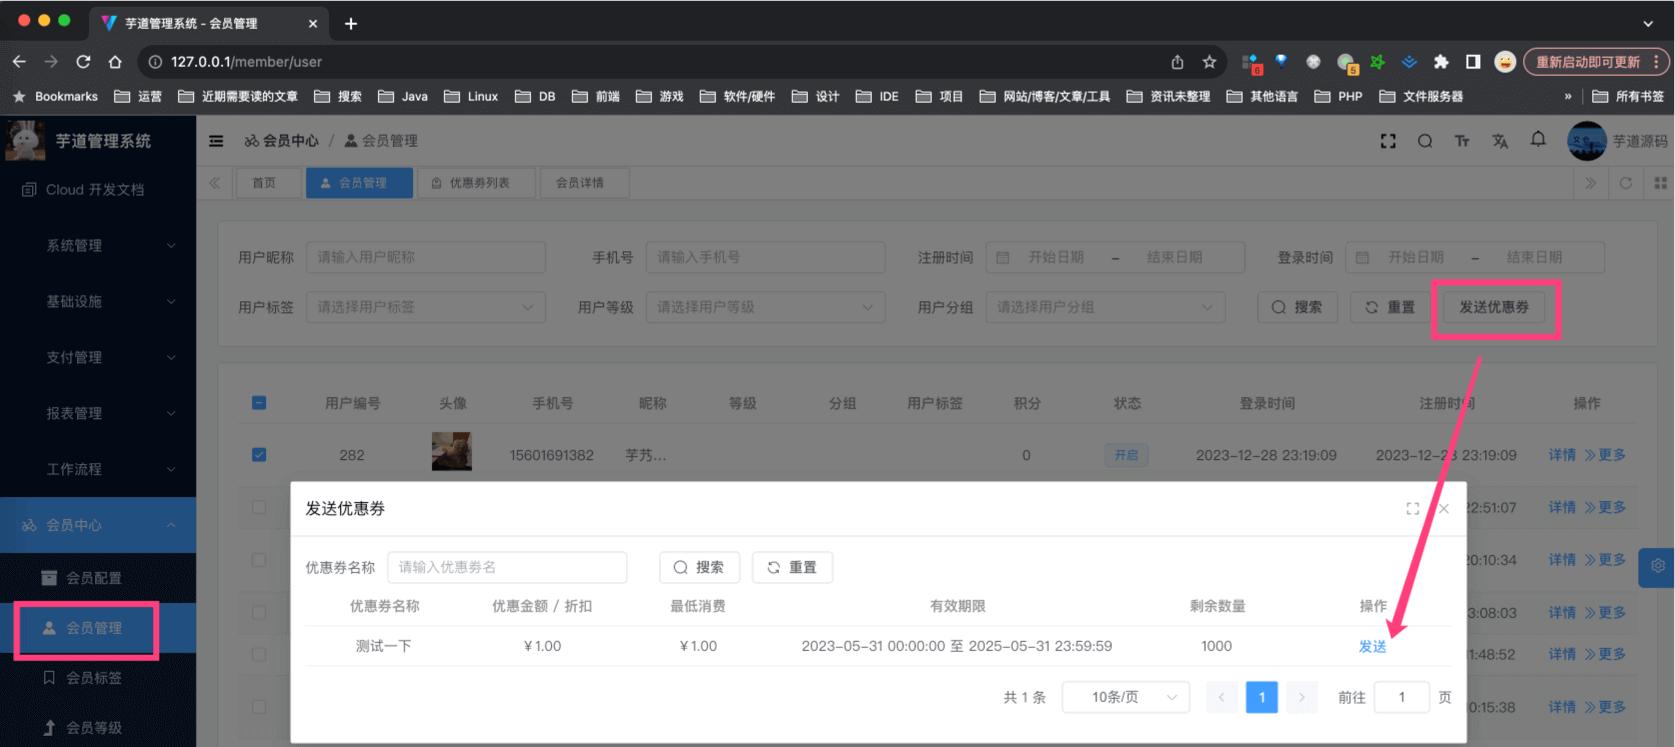 芋道管理系统 - 会员管理
127.0.0.1/member/user
6
5
重新启动即可更新
Bookmarks 运营 近期需要读的文章 搜索 Java Linux DB 前端 游戏 软件/硬件 设计 IDE 项目 网站/博客/文章/工具 资讯未整理 其他语言 PHP 文件服务器 » 所有书签
芋道管理系统
会员中心 / 会员管理
芋道源码
首页 会员管理 优惠券列表 会员详情
Cloud 开发文档
系统管理
基础设施
支付管理
报表管理
工作流程
会员中心
会员配置
会员管理
会员标签
会员等级
用户昵称 请输入用户昵称 手机号 请输入手机号 注册时间 开始日期 - 结束日期 登录时间 开始日期 - 结束日期
用户标签 请选择用户标签 用户等级 请选择用户等级 用户分组 请选择用户分组 搜索 重置 发送优惠券
用户编号 头像 手机号 昵称 等级 分组 用户标签 积分 状态 登录时间 注册时间 操作
282 15601691382 芋艿... 0 开启 2023-12-28 23:19:09 2023-12-28 23:19:09 详情 更多
22:51:07 详情 更多
20:10:34 详情 更多
3:08:03 详情 更多
11:48:52 详情 更多
0:15:38 详情 更多
发送优惠券
优惠券名称 请输入优惠券名 搜索 重置
优惠券名称 优惠金额 / 折扣 最低消费 有效期限 剩余数量 操作
测试一下 ￥1.00 ￥1.00 2023-05-31 00:00:00 至 2025-05-31 23:59:59 1000 发送
共 1 条 10条/页 1 前往 1 页